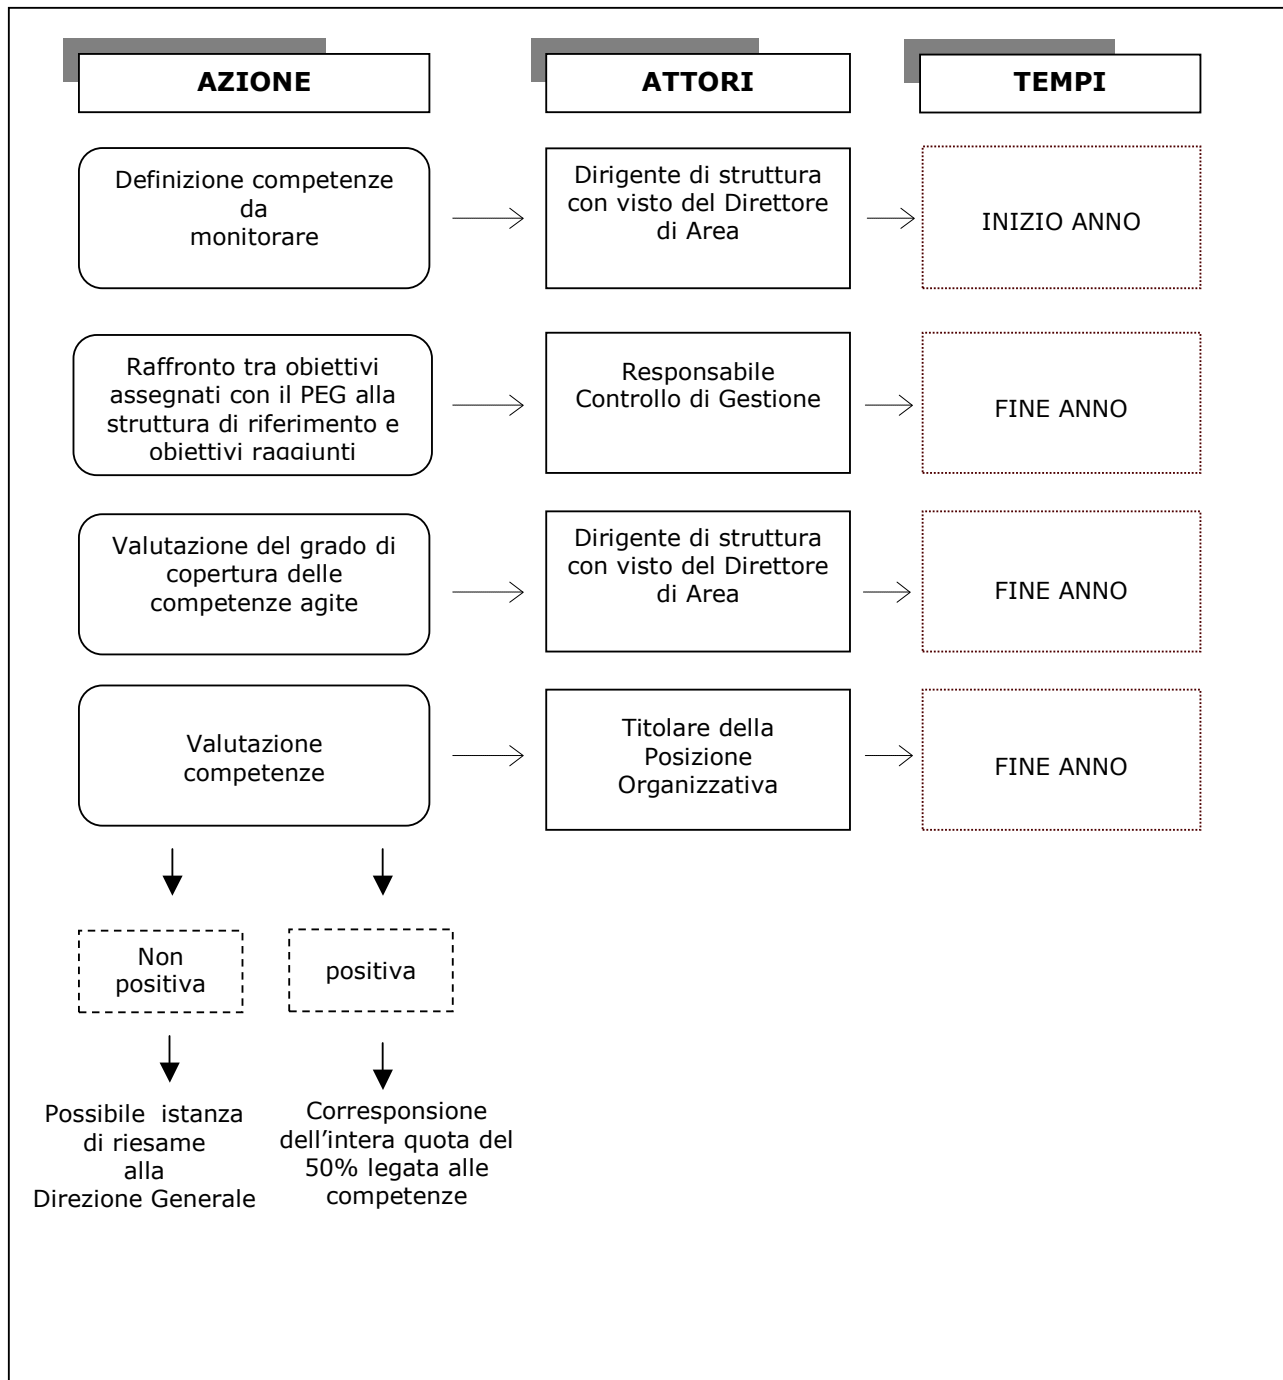 AZIONE
ATTORI
TEMPI
Definizione competenze
da
monitorare
Dirigente di struttura
con visto del Direttore
di Area
INIZIO ANNO
Raffronto tra obiettivi
assegnati con il PEG alla
struttura di riferimento e
obiettivi raggiunti
Responsabile
Controllo di Gestione
FINE ANNO
Valutazione del grado di
copertura delle
competenze agite
Dirigente di struttura
con visto del Direttore
di Area
FINE ANNO
Valutazione
competenze
Titolare della
Posizione
Organizzativa
FINE ANNO
Non
positiva
positiva
Possibile istanza
di riesame
alla
Direzione Generale
Corresponsione
dell’intera quota del
50% legata alle
competenze